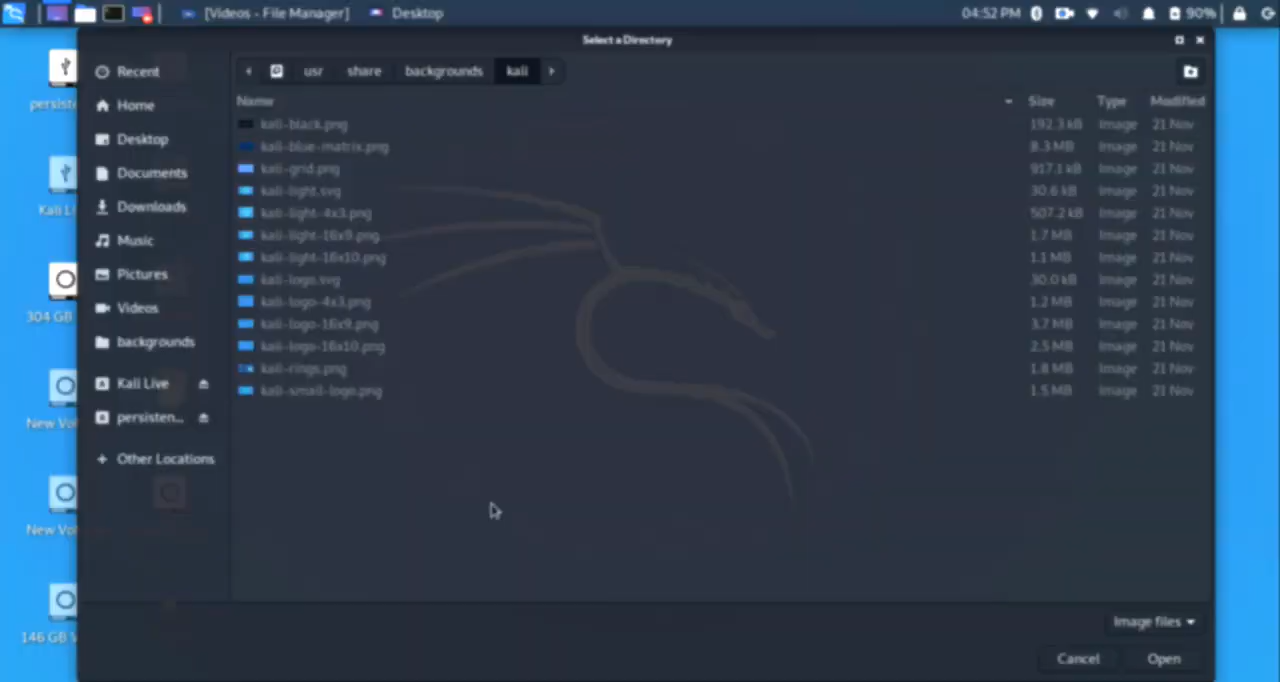 [Videos - File Manager] Desktop 04:52 PM 90%
Select a Directory
Recent
Home
Desktop
Documents
Downloads
Music
Pictures
Videos
backgrounds
Kali Live
persisten...
Other Locations
usr share backgrounds kali
Name Size Type Modified
kali-black.png 192.3 kB Image 21 Nov
kali-blue-matrix.png 8.3 MB Image 21 Nov
kali-grid.png 917.1 kB Image 21 Nov
kali-light.svg 30.6 kB Image 21 Nov
kali-light-4x3.png 507.2 kB Image 21 Nov
kali-light-16x9.png 1.7 MB Image 21 Nov
kali-light-16x10.png 1.1 MB Image 21 Nov
kali-logo.svg 30.0 kB Image 21 Nov
kali-logo-4x3.png 1.2 MB Image 21 Nov
kali-logo-16x9.png 3.7 MB Image 21 Nov
kali-logo-16x10.png 2.5 MB Image 21 Nov
kali-rings.png 1.8 MB Image 21 Nov
kali-small-logo.png 1.5 MB Image 21 Nov
Image files
Cancel Open
persiste
Kali Li
304 GB
New Vol
New Vol
146 GB V